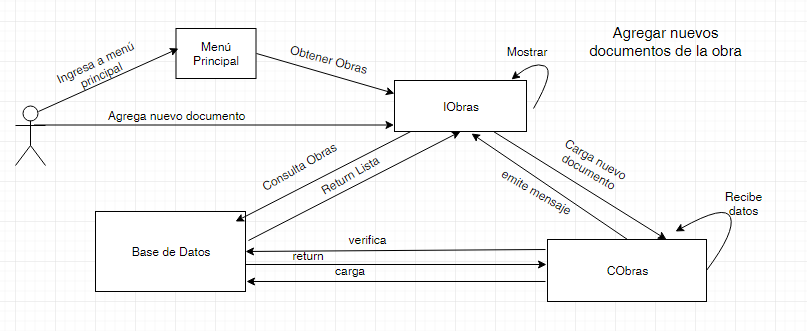 Agregar nuevos
documentos de la obra
Ingresa a menú
principal
Menú
Principal
Obtener Obras
Mostrar
Agrega nuevo documento
IObras
Consulta Obras
Return Lista
Carga nuevo
documento
emite mensaje
Recibe
datos
Base de Datos
verifica
return
carga
CObras